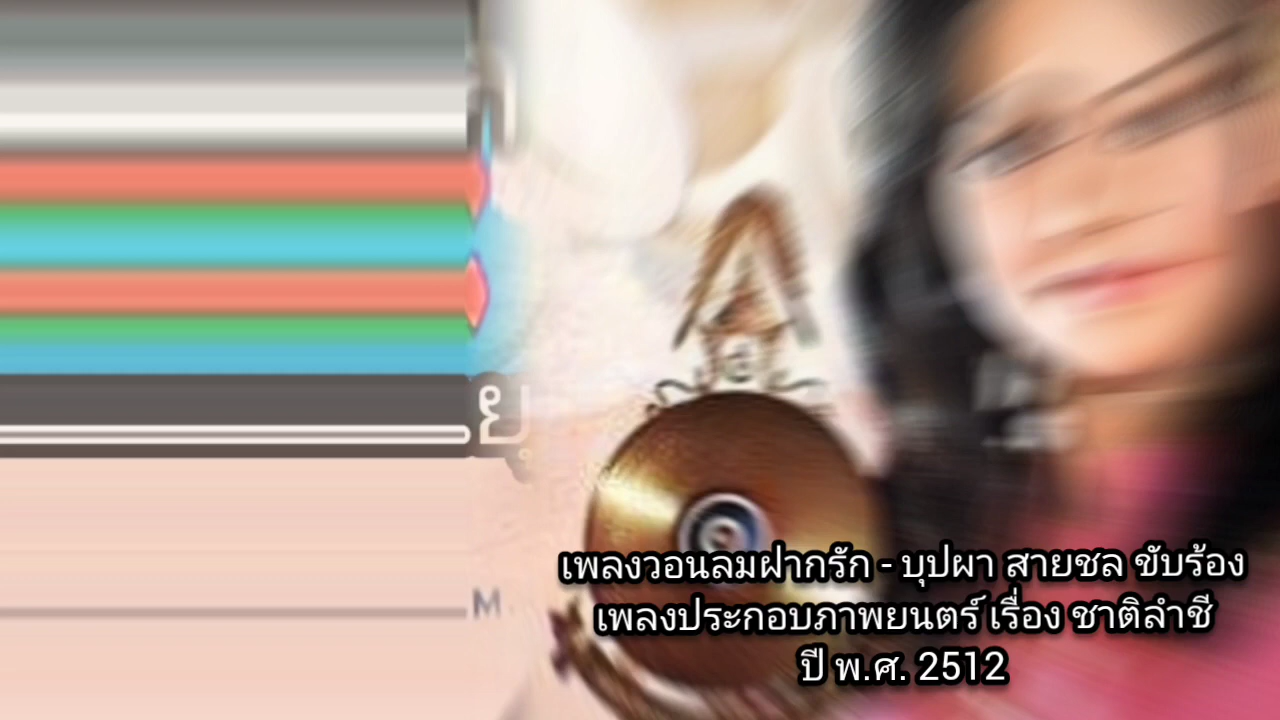 ยุ
M
เพลงวอนลมฝากรัก - บุปผา สายชล ขับร้อง
เพลงประกอบภาพยนตร์ เรื่อง ชาติลำชี
ปี พ.ศ. 2512